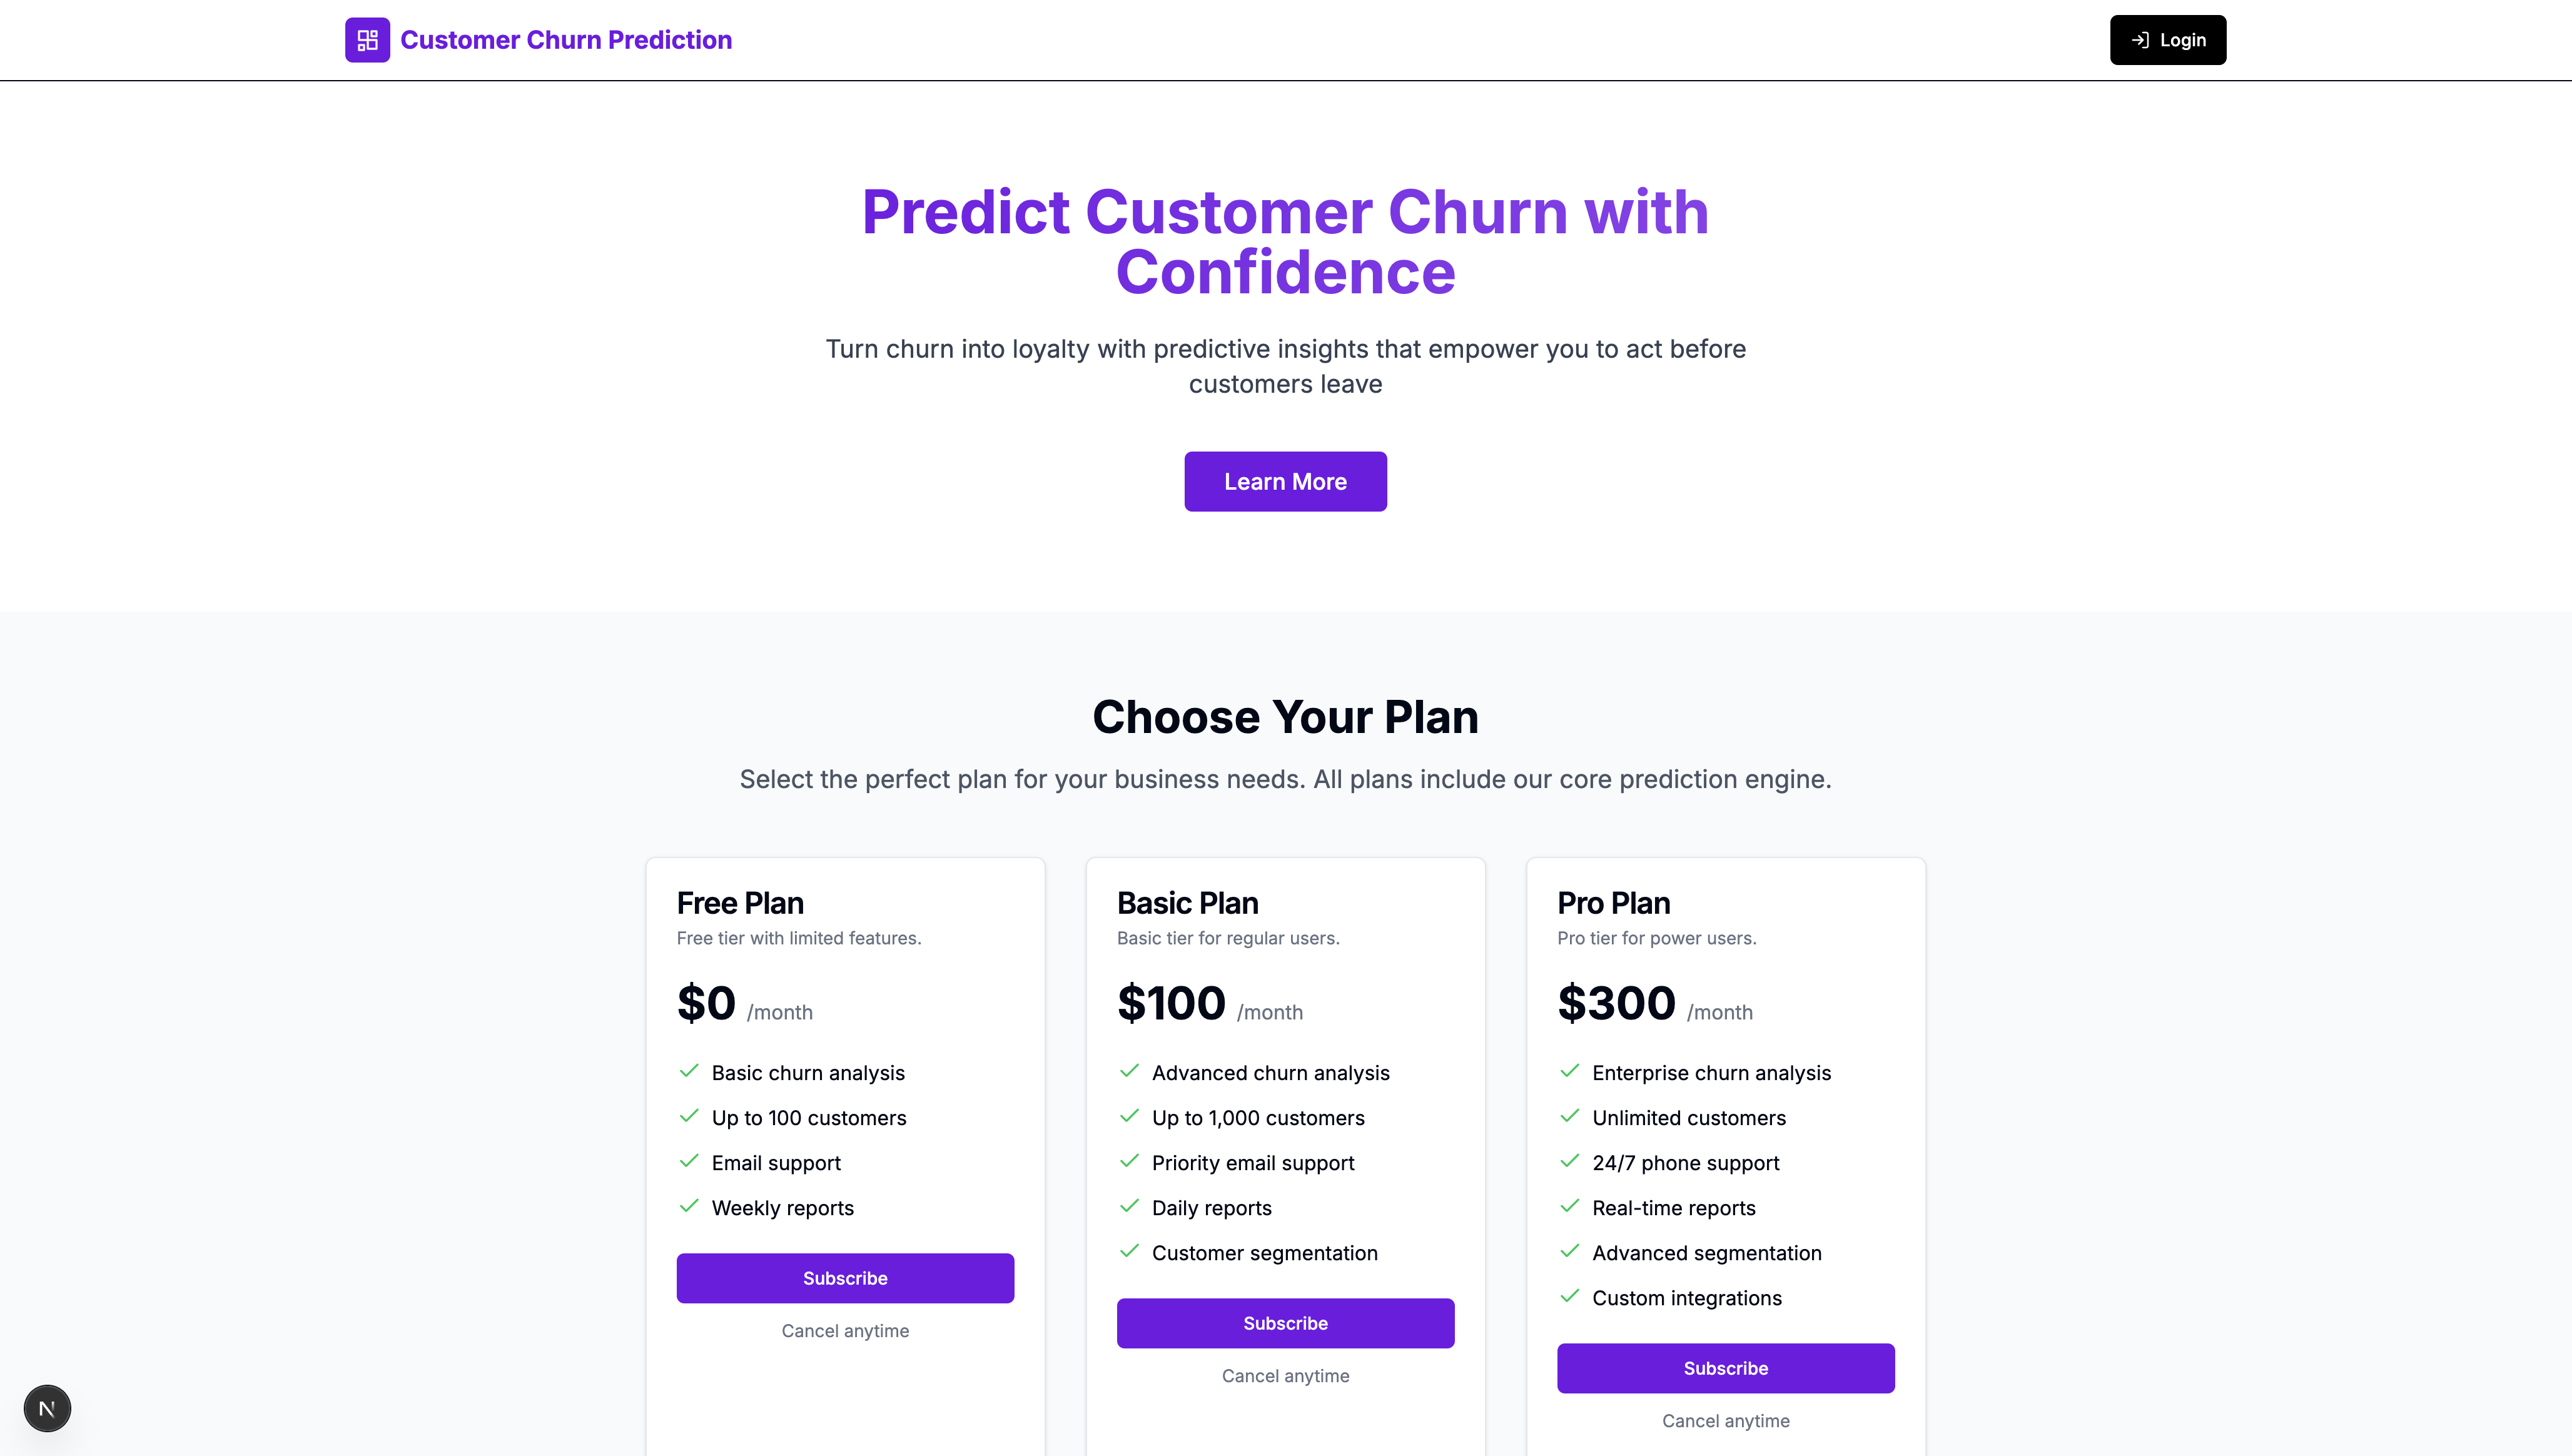 Customer Churn Prediction
Login
Predict Customer Churn with
Confidence
Turn churn into loyalty with predictive insights that empower you to act before
customers leave
Learn More
Choose Your Plan
Select the perfect plan for your business needs. All plans include our core prediction engine.
Free Plan
Free tier with limited features.
$0 /month
Basic churn analysis
Up to 100 customers
Email support
Weekly reports
Subscribe
Cancel anytime
Basic Plan
Basic tier for regular users.
$100 /month
Advanced churn analysis
Up to 1,000 customers
Priority email support
Daily reports
Customer segmentation
Subscribe
Cancel anytime
Pro Plan
Pro tier for power users.
$300 /month
Enterprise churn analysis
Unlimited customers
24/7 phone support
Real-time reports
Advanced segmentation
Custom integrations
Subscribe
Cancel anytime
N